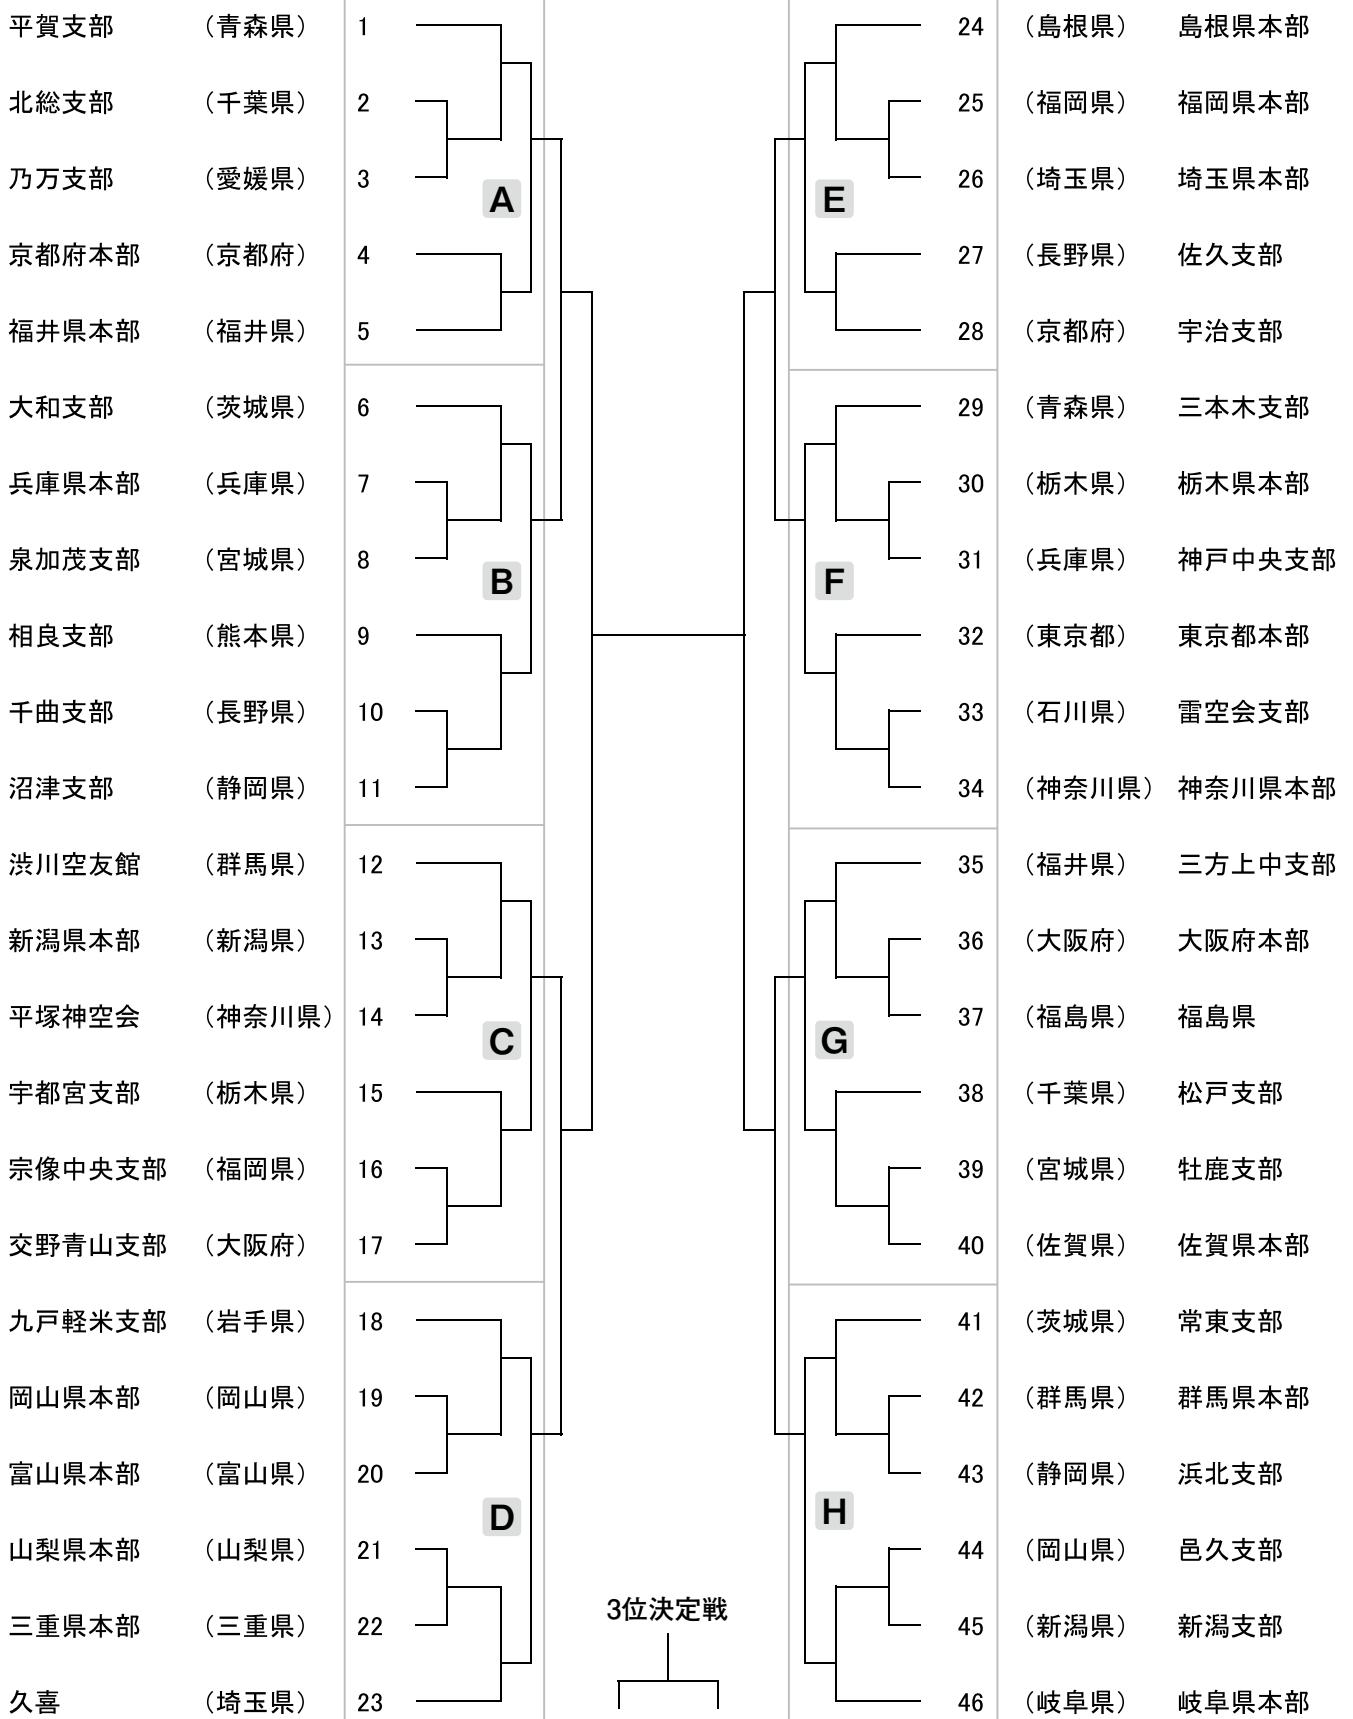 平賀支部 （青森県） 1
北総支部 （千葉県） 2
乃万支部 （愛媛県） 3
A
京都府本部 （京都府） 4
福井県本部 （福井県） 5
大和支部 （茨城県） 6
兵庫県本部 （兵庫県） 7
泉加茂支部 （宮城県） 8
B
相良支部 （熊本県） 9
千曲支部 （長野県） 10
沼津支部 （静岡県） 11
渋川空友館 （群馬県） 12
新潟県本部 （新潟県） 13
平塚神空会 （神奈川県） 14
C
宇都宮支部 （栃木県） 15
宗像中央支部 （福岡県） 16
交野青山支部 （大阪府） 17
九戸軽米支部 （岩手県） 18
岡山県本部 （岡山県） 19
富山県本部 （富山県） 20
D
山梨県本部 （山梨県） 21
三重県本部 （三重県） 22
久喜 （埼玉県） 23
3位決定戦
24 （島根県） 島根県本部
25 （福岡県） 福岡県本部
26 （埼玉県） 埼玉県本部
E
27 （長野県） 佐久支部
28 （京都府） 宇治支部
29 （青森県） 三本木支部
30 （栃木県） 栃木県本部
31 （兵庫県） 神戸中央支部
F
32 （東京都） 東京都本部
33 （石川県） 雷空会支部
34 （神奈川県） 神奈川県本部
35 （福井県） 三方上中支部
36 （大阪府） 大阪府本部
37 （福島県） 福島県
G
38 （千葉県） 松戸支部
39 （宮城県） 牡鹿支部
40 （佐賀県） 佐賀県本部
41 （茨城県） 常東支部
42 （群馬県） 群馬県本部
43 （静岡県） 浜北支部
H
44 （岡山県） 邑久支部
45 （新潟県） 新潟支部
46 （岐阜県） 岐阜県本部